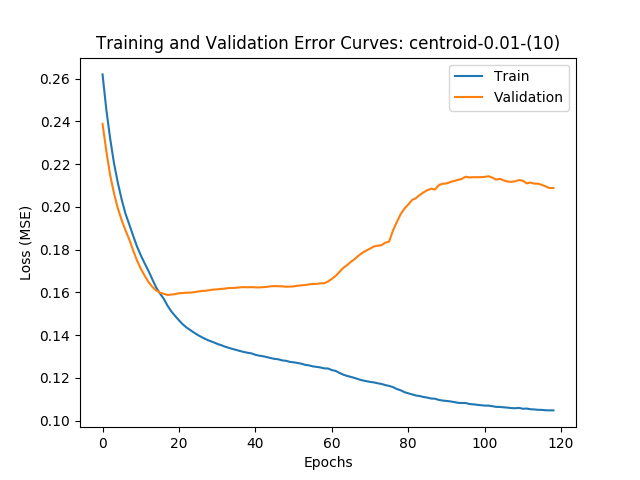 Training and Validation Error Curves: centroid-0.01-(10)
Train
Validation
0.26
0.24
0.22
0.20
0.18
0.16
0.14
0.12
0.10
Loss (MSE)
0 20 40 60 80 100 120
Epochs